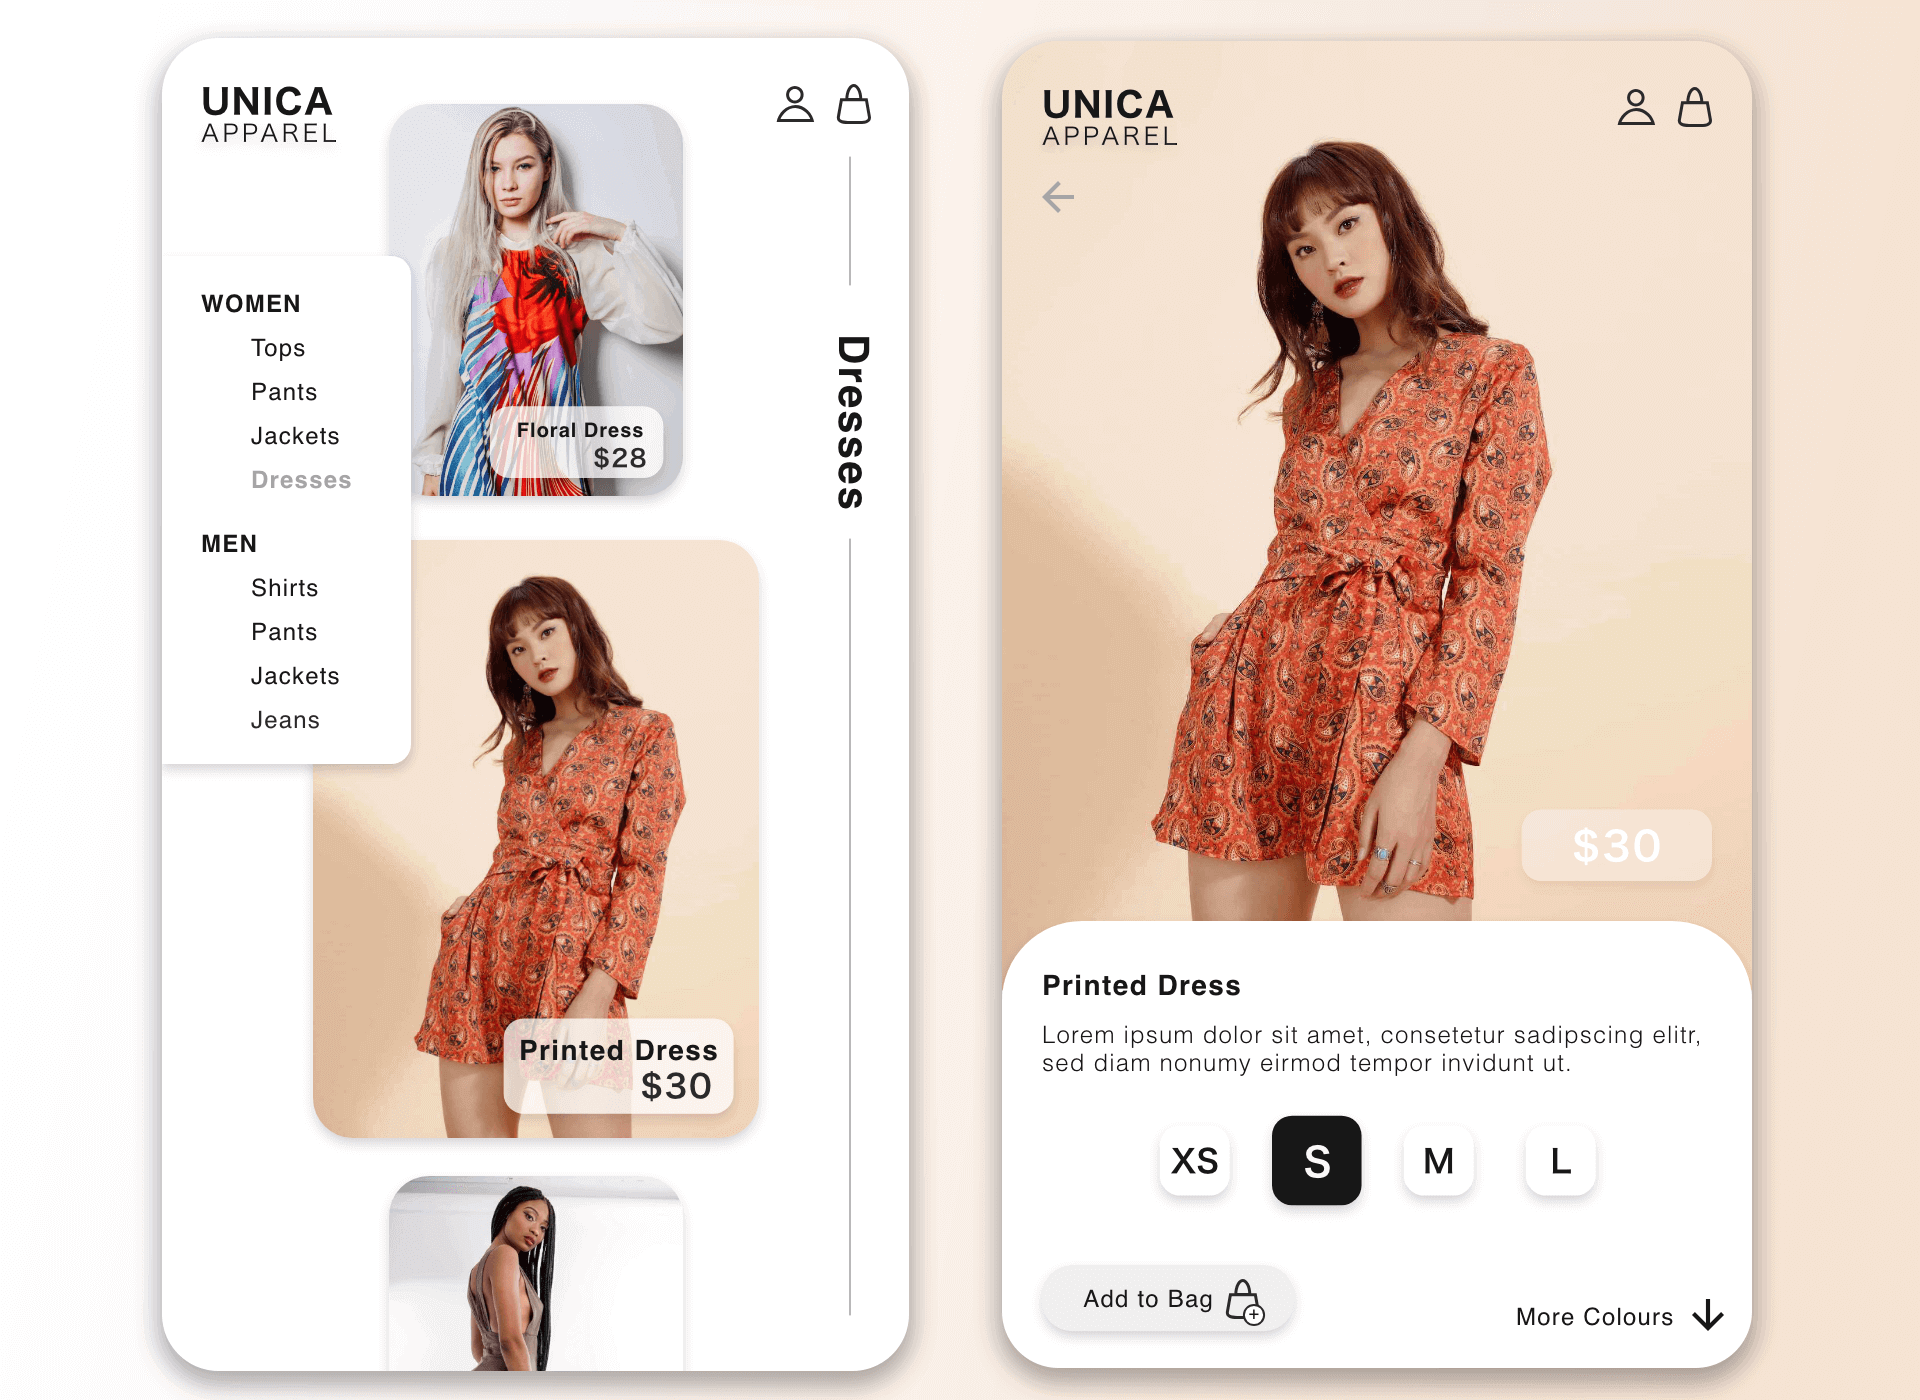 UNICA
APPAREL
WOMEN
Tops
Pants
Jackets
Dresses
MEN
Shirts
Pants
Jackets
Jeans
Floral Dress
$28
Printed Dress
$30
Dresses
UNICA
APPAREL
$30
Printed Dress
Lorem ipsum dolor sit amet, consetetur sadipscing elitr,
sed diam nonumy eirmod tempor invidunt ut.
XS S M L
Add to Bag
More Colours